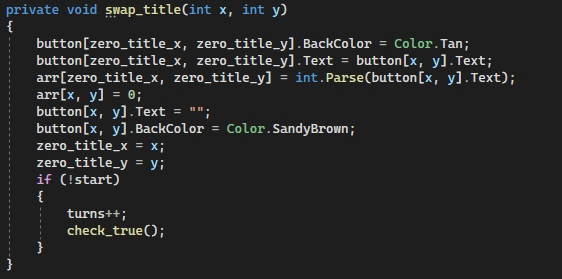 private void swap_title(int x, int y)
{
button[zero_title_x, zero_title_y].BackColor = Color.Tan;
button[zero_title_x, zero_title_y].Text = button[x, y].Text;
arr[zero_title_x, zero_title_y] = int.Parse(button[x, y].Text);
arr[x, y] = 0;
button[x, y].Text = "";
button[x, y].BackColor = Color.SandyBrown;
zero_title_x = x;
zero_title_y = y;
if (!start)
{
turns++;
check_true();
}
}